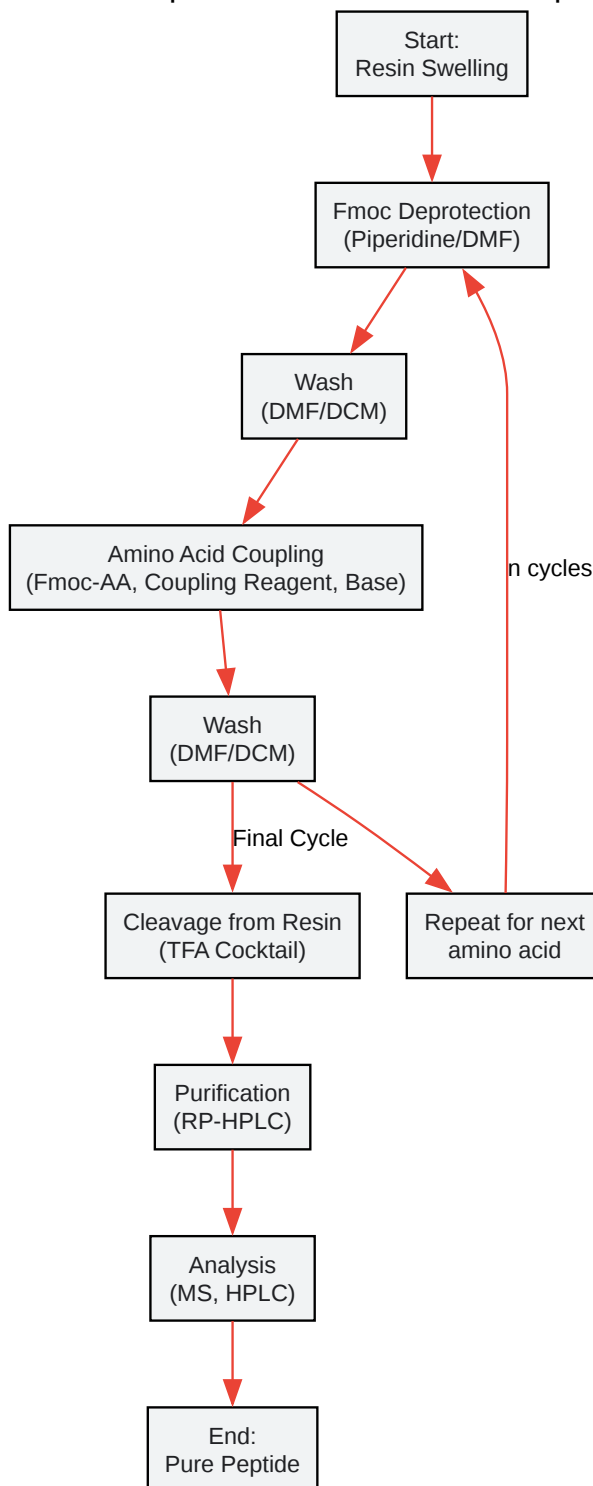 Start:
Resin Swelling
Fmoc Deprotection
(Piperidine/DMF)
Wash
(DMF/DCM)
Amino Acid Coupling
(Fmoc-AA, Coupling Reagent, Base)
n cycles
Wash
(DMF/DCM)
Final Cycle
Cleavage from Resin
(TFA Cocktail)
Repeat for next
amino acid
Purification
(RP-HPLC)
Analysis
(MS, HPLC)
End:
Pure Peptide